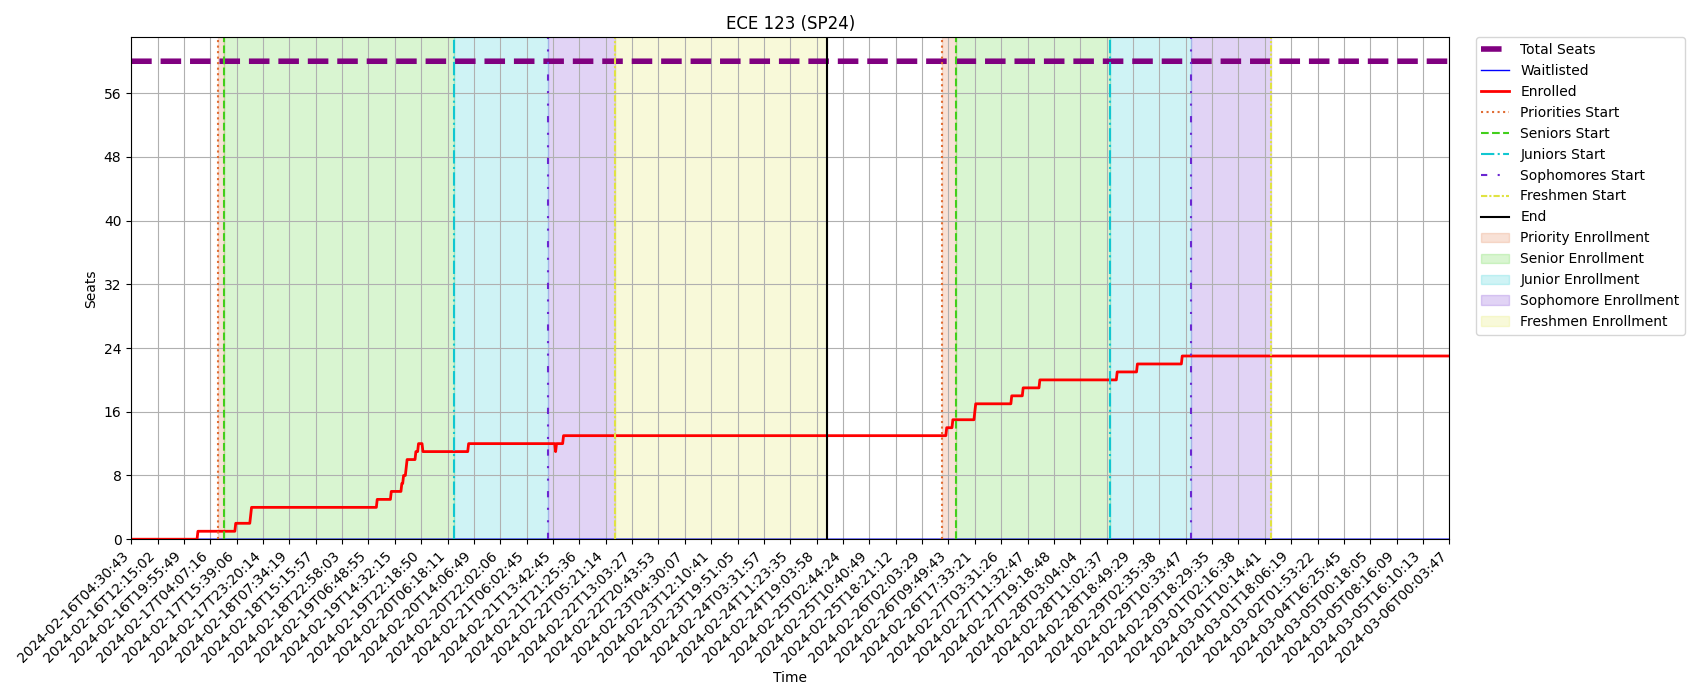 ECE 123 (SP24)
Total Seats
Waitlisted
Enrolled
Priorities Start
Seniors Start
Juniors Start
Sophomores Start
Freshmen Start
End
Priority Enrollment
Senior Enrollment
Junior Enrollment
Sophomore Enrollment
Freshmen Enrollment
Seats
56
48
40
32
24
16
8
0
2024-02-16T04:30:43
2024-02-16T12:15:02
2024-02-16T19:55:49
2024-02-17T04:07:16
2024-02-17T15:39:06
2024-02-17T23:20:14
2024-02-18T07:34:19
2024-02-18T15:15:57
2024-02-18T22:58:03
2024-02-19T06:48:55
2024-02-19T14:32:15
2024-02-19T22:18:50
2024-02-20T06:18:11
2024-02-20T14:06:49
2024-02-20T22:02:06
2024-02-21T06:02:45
2024-02-21T13:42:45
2024-02-21T21:25:36
2024-02-22T05:21:14
2024-02-22T13:03:27
2024-02-22T20:43:53
2024-02-23T04:30:07
2024-02-23T12:10:41
2024-02-23T19:51:05
2024-02-24T03:31:57
2024-02-24T11:23:35
2024-02-24T19:03:58
2024-02-25T02:44:24
2024-02-25T10:40:49
2024-02-25T18:21:12
2024-02-26T02:03:29
2024-02-26T09:49:43
2024-02-26T17:33:21
2024-02-27T03:31:26
2024-02-27T11:32:47
2024-02-27T19:18:48
2024-02-28T03:04:04
2024-02-28T11:02:37
2024-02-28T18:49:29
2024-02-29T02:35:38
2024-02-29T10:33:47
2024-02-29T18:29:35
2024-03-01T02:16:38
2024-03-01T10:14:41
2024-03-01T18:06:19
2024-03-02T01:53:22
2024-03-04T16:25:45
2024-03-05T00:18:05
2024-03-05T08:16:09
2024-03-05T16:10:13
2024-03-06T00:03:47
Time